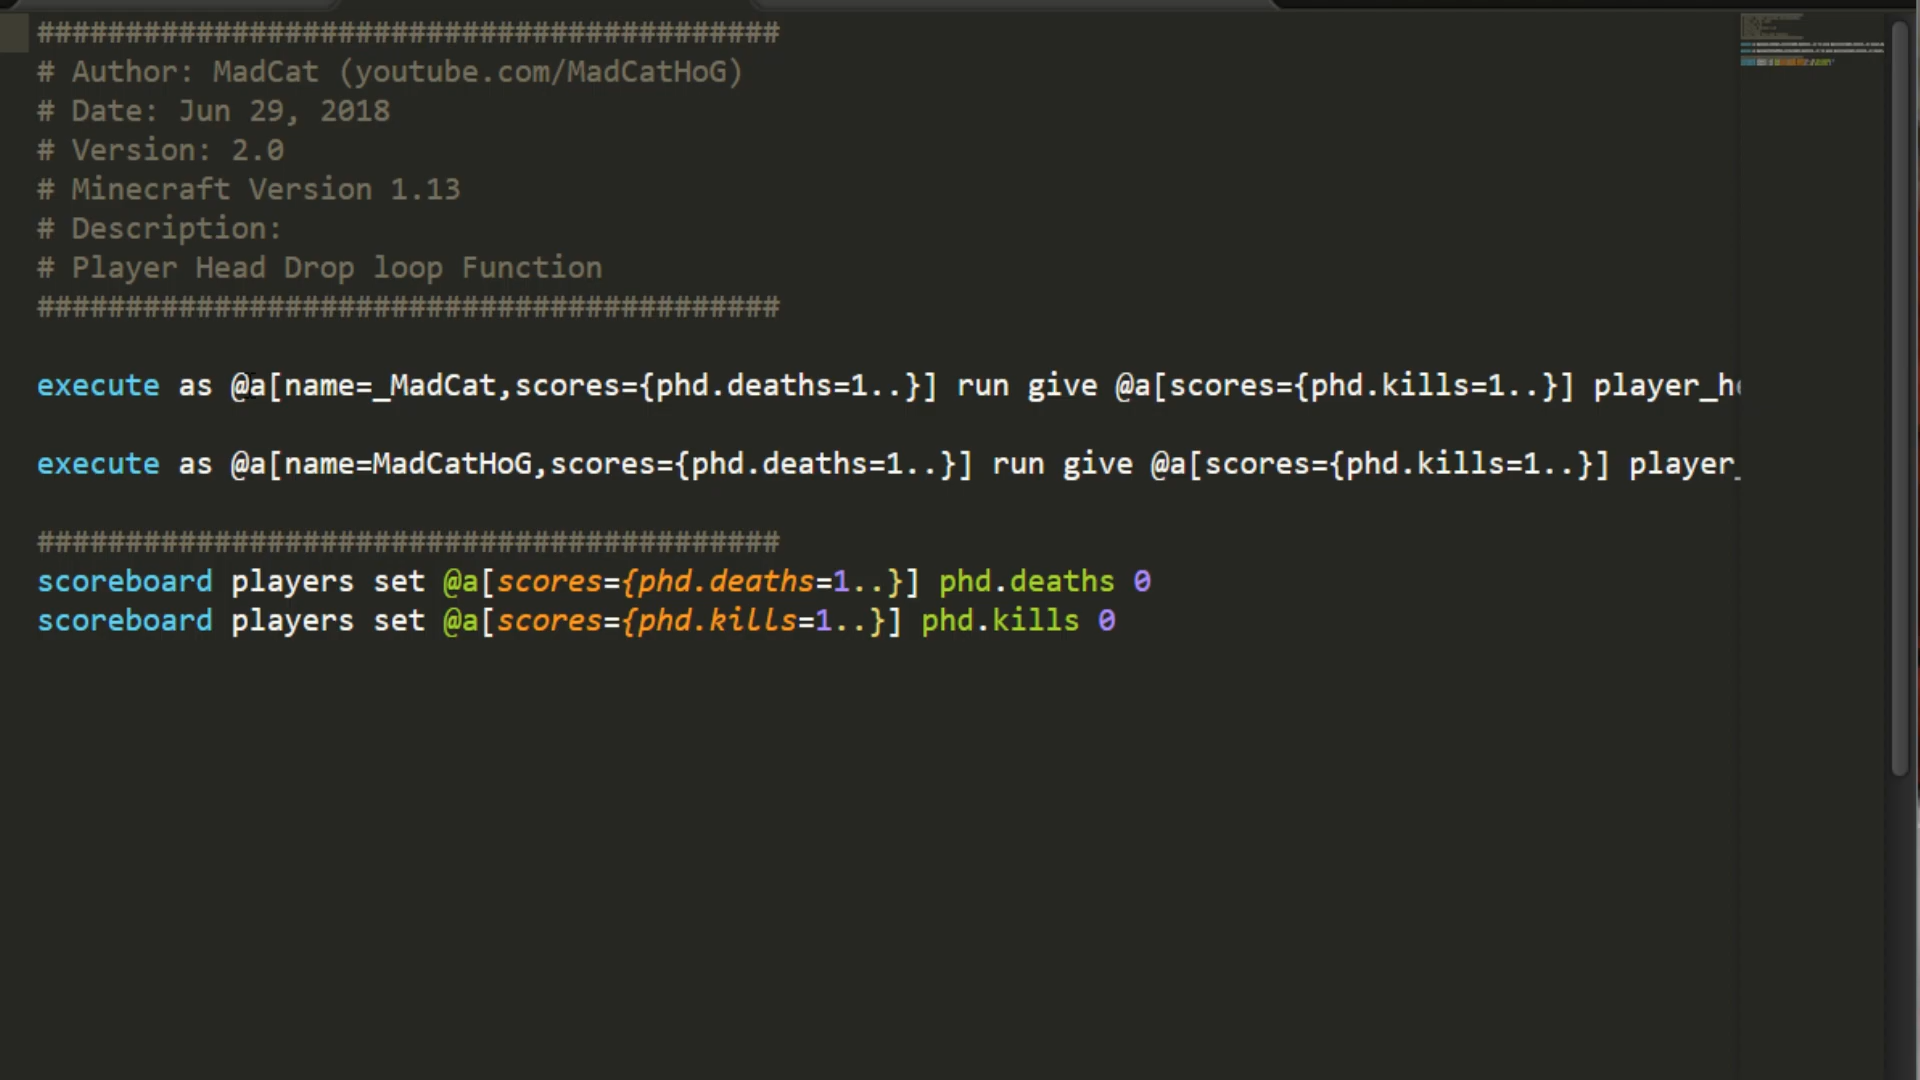 ##########################################
# Author: MadCat (youtube.com/MadCatHoG)
# Date: Jun 29, 2018
# Version: 2.0
# Minecraft Version 1.13
# Description:
# Player Head Drop loop Function
##########################################
execute as @a[name=_MadCat,scores={phd.deaths=1..}] run give @a[scores={phd.kills=1..}] player_h
execute as @a[name=MadCatHoG,scores={phd.deaths=1..}] run give @a[scores={phd.kills=1..}] player_
##########################################
scoreboard players set @a[scores={phd.deaths=1..}] phd.deaths 0
scoreboard players set @a[scores={phd.kills=1..}] phd.kills 0